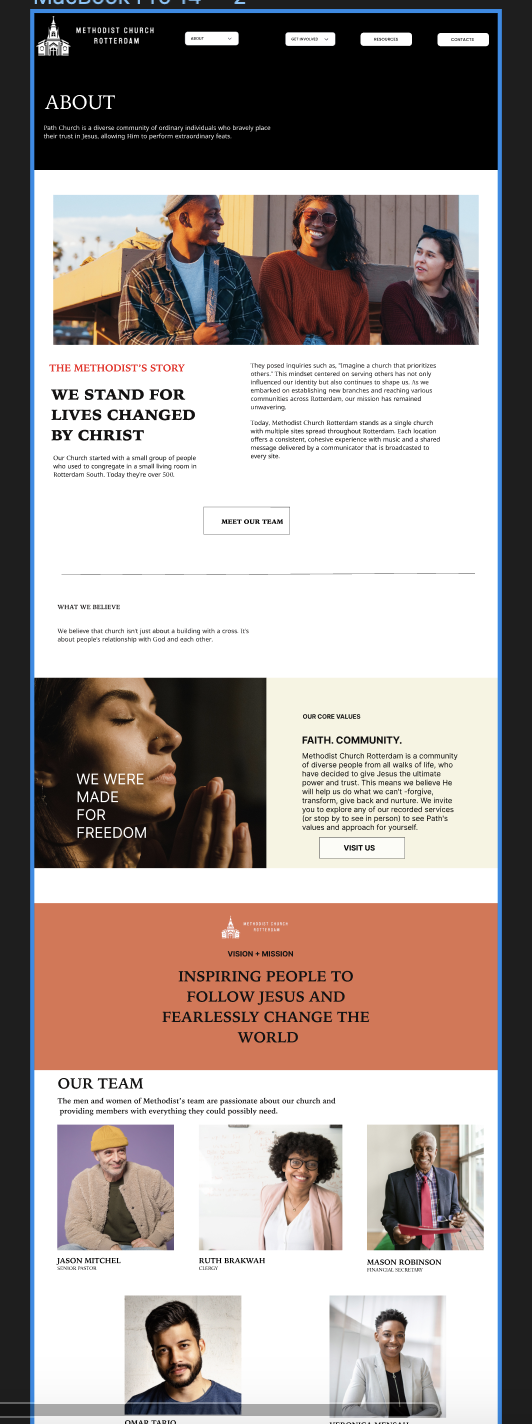 MacBook Pro 14" - 2
METHODIST CHURCH
ROTTERDAM
ABOUT
GET INVOLVED
RESOURCES
CONTACTS
ABOUT
Path Church is a diverse community of ordinary individuals who bravely place
their trust in Jesus, allowing Him to perform extraordinary feats.
THE METHODIST'S STORY
WE STAND FOR
LIVES CHANGED
BY CHRIST
Our Church started with a small group of people
who used to congregate in a small living room in
Rotterdam South. Today they're over 500.
They posed inquiries such as, "Imagine a church that prioritizes
others." This mindset centered on serving others has not only
influenced our identity but also continues to shape us. As we
embarked on establishing new branches and reaching various
communities across Rotterdam, our mission has remained
unwavering.
Today, Methodist Church Rotterdam stands as a single church
with multiple sites spread throughout Rotterdam. Each location
offers a consistent, cohesive experience with music and a shared
message delivered by a communicator that is broadcasted to
every site.
MEET OUR TEAM
WHAT WE BELIEVE
We believe that church isn't just about a building with a cross. It's
about people's relationship with God and each other.
WE WERE
MADE
FOR
FREEDOM
OUR CORE VALUES
FAITH. COMMUNITY.
Methodist Church Rotterdam is a community
of diverse people from all walks of life, who
have decided to give Jesus the ultimate
power and trust. This means we believe He
will help us do what we can't -forgive,
transform, give back and nurture. We invite
you to explore any of our recorded services
(or stop by to see in person) to see Path's
values and approach for yourself.
VISIT US
METHODIST CHURCH
ROTTERDAM
VISION + MISSION
INSPIRING PEOPLE TO
FOLLOW JESUS AND
FEARLESSLY CHANGE THE
WORLD
OUR TEAM
The men and women of Methodist's team are passionate about our church and
providing members with everything they could possibly need.
JASON MITCHEL
SENIOR PASTOR
RUTH BRAKWAH
CLERGY
MASON ROBINSON
FINANCIAL SECRETARY
OMAR TARIQ
VERONICA MENSAH